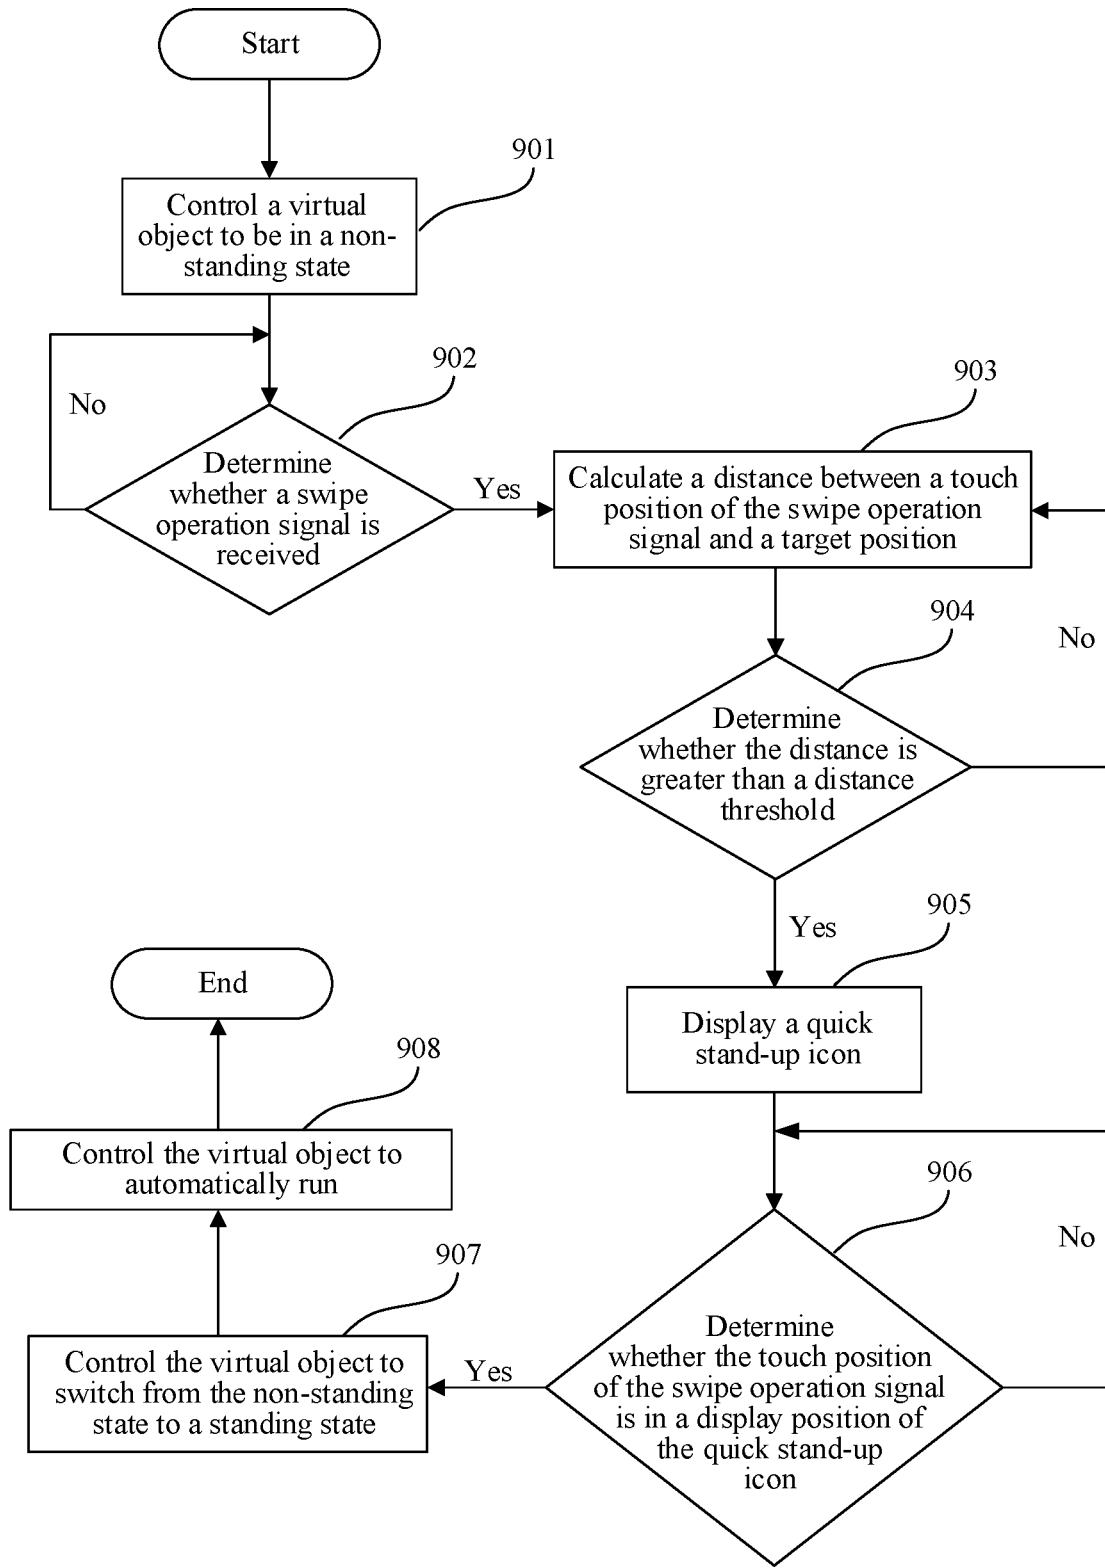 Start
901
Control a virtual
object to be in a non-
standing state
902
No
Determine
whether a swipe
operation signal is
received
Yes
903
Calculate a distance between a touch
position of the swipe operation
signal and a target position
904
No
Determine
whether the distance is
greater than a distance
threshold
Yes
905
Display a quick
stand-up icon
906
No
Determine
whether the touch position
of the swipe operation signal
is in a display position of
the quick stand-up
icon
Yes
907
Control the virtual object to
switch from the non-standing
state to a standing state
908
Control the virtual object to
automatically run
End